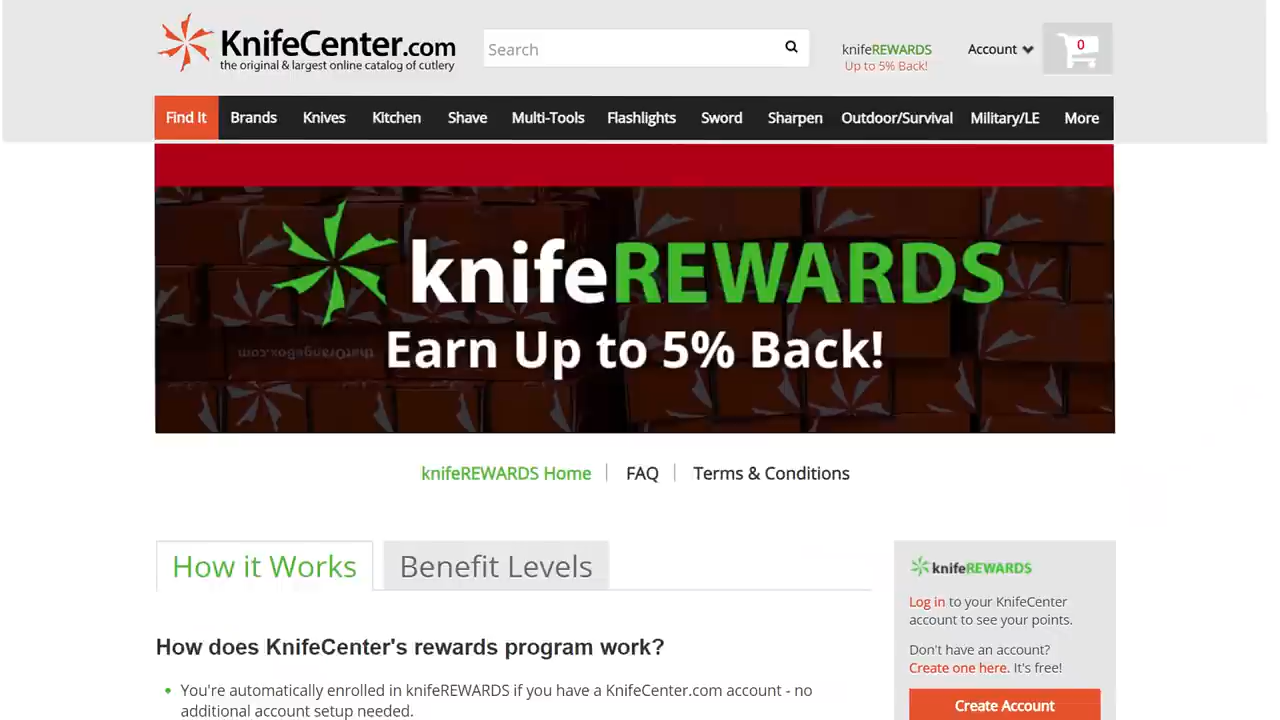 KnifeCenter.com
the original & largest online catalog of cutlery
Search
knifeREWARDS
Up to 5% Back!
Account
0
Find It Brands Knives Kitchen Shave Multi-Tools Flashlights Sword Sharpen Outdoor/Survival Military/LE More
knifeREWARDS
Earn Up to 5% Back!
thatOrangeBox.com
knifeREWARDS Home | FAQ | Terms & Conditions
How it Works
Benefit Levels
How does KnifeCenter's rewards program work?
You're automatically enrolled in knifeREWARDS if you have a KnifeCenter.com account - no
additional account setup needed.
knifeREWARDS
Log in to your KnifeCenter
account to see your points.
Don't have an account?
Create one here. It's free!
Create Account